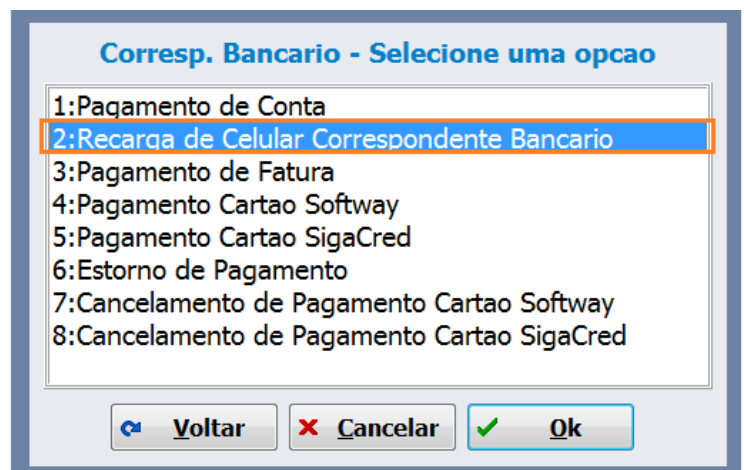 Corresp. Bancario - Selecione uma opcao
1:Pagamento de Conta
2:Recarga de Celular Correspondente Bancario
3:Pagamento de Fatura
4:Pagamento Cartao Softway
5:Pagamento Cartao SigaCred
6:Estorno de Pagamento
7:Cancelamento de Pagamento Cartao Softway
8:Cancelamento de Pagamento Cartao SigaCred
Voltar Cancelar Ok